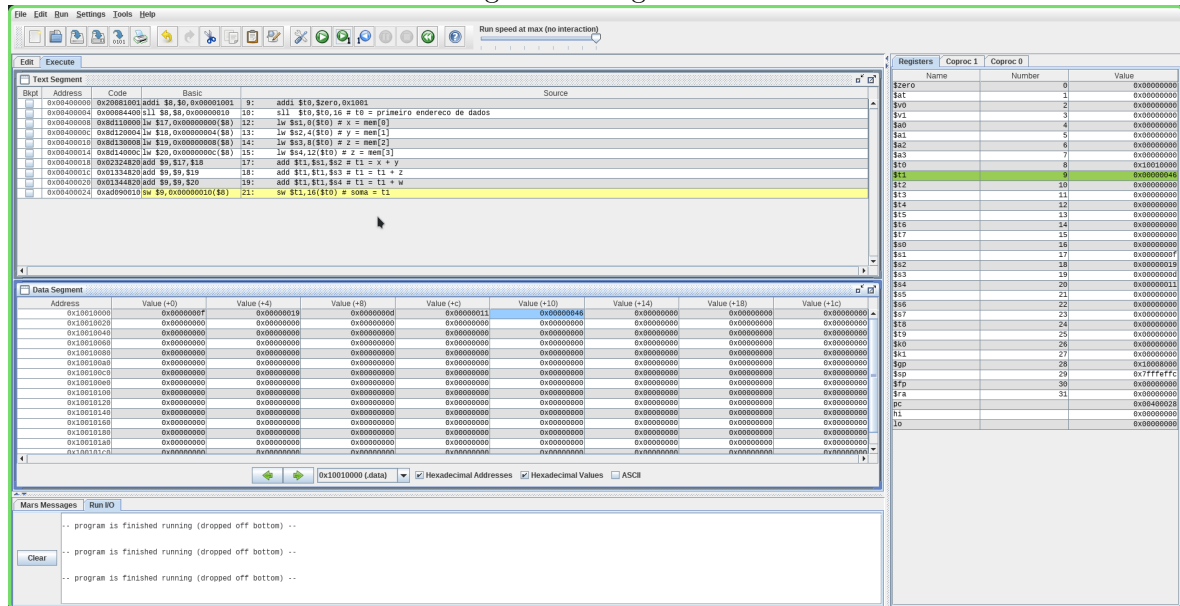 File Edit Run Settings Tools Help
Run speed at max (no interaction)
Edit Execute
Text Segment
Bkpt Address Code Basic Source
0x00400000 0x20081001 addi $8,$0,0x00001001 9: addi $t0,$zero,0x1001
0x00400004 0x00084400 sll $8,$8,0x00000010 10: sll $t0,$t0,16 # t0 = primeiro endereco de dados
0x00400008 0x8d110000 lw $17,0x00000000($8) 12: lw $s1,0($t0) # x = mem[0]
0x0040000c 0x8d120004 lw $18,0x00000004($8) 13: lw $s2,4($t0) # y = mem[1]
0x00400010 0x8d130008 lw $19,0x00000008($8) 14: lw $s3,8($t0) # z = mem[2]
0x00400014 0x8d14000c lw $20,0x0000000c($8) 15: lw $s4,12($t0) # z = mem[3]
0x00400018 0x02324820 add $9,$17,$18 17: add $t1,$s1,$s2 # t1 = x + y
0x0040001c 0x01334820 add $9,$9,$19 18: add $t1,$t1,$s3 # t1 = t1 + z
0x00400020 0x01344820 add $9,$9,$20 19: add $t1,$t1,$s4 # t1 = t1 + w
0x00400024 0xad090010 sw $9,0x00000010($8) 21: sw $t1,16($t0) # soma = t1
Data Segment
Address Value (+0) Value (+4) Value (+8) Value (+c) Value (+10) Value (+14) Value (+18) Value (+1c)
0x10010000 0x0000000f 0x00000019 0x0000000d 0x00000011 0x00000046 0x00000000 0x00000000 0x00000000
0x10010020 0x00000000 0x00000000 0x00000000 0x00000000 0x00000000 0x00000000 0x00000000 0x00000000
0x10010040 0x00000000 0x00000000 0x00000000 0x00000000 0x00000000 0x00000000 0x00000000 0x00000000
0x10010060 0x00000000 0x00000000 0x00000000 0x00000000 0x00000000 0x00000000 0x00000000 0x00000000
0x10010080 0x00000000 0x00000000 0x00000000 0x00000000 0x00000000 0x00000000 0x00000000 0x00000000
0x100100a0 0x00000000 0x00000000 0x00000000 0x00000000 0x00000000 0x00000000 0x00000000 0x00000000
0x100100c0 0x00000000 0x00000000 0x00000000 0x00000000 0x00000000 0x00000000 0x00000000 0x00000000
0x100100e0 0x00000000 0x00000000 0x00000000 0x00000000 0x00000000 0x00000000 0x00000000 0x00000000
0x10010100 0x00000000 0x00000000 0x00000000 0x00000000 0x00000000 0x00000000 0x00000000 0x00000000
0x10010120 0x00000000 0x00000000 0x00000000 0x00000000 0x00000000 0x00000000 0x00000000 0x00000000
0x10010140 0x00000000 0x00000000 0x00000000 0x00000000 0x00000000 0x00000000 0x00000000 0x00000000
0x10010160 0x00000000 0x00000000 0x00000000 0x00000000 0x00000000 0x00000000 0x00000000 0x00000000
0x10010180 0x00000000 0x00000000 0x00000000 0x00000000 0x00000000 0x00000000 0x00000000 0x00000000
0x100101a0 0x00000000 0x00000000 0x00000000 0x00000000 0x00000000 0x00000000 0x00000000 0x00000000
0x100101c0 0x00000000 0x00000000 0x00000000 0x00000000 0x00000000 0x00000000 0x00000000 0x00000000
0x10010000 (.data) Hexadecimal Addresses Hexadecimal Values ASCII
Mars Messages Run I/O
-- program is finished running (dropped off bottom) --
-- program is finished running (dropped off bottom) --
Clear
-- program is finished running (dropped off bottom) --
Registers Coproc 1 Coproc 0
Name Number Value
$zero 0 0x00000000
$at 1 0x00000000
$v0 2 0x00000000
$v1 3 0x00000000
$a0 4 0x00000000
$a1 5 0x00000000
$a2 6 0x00000000
$a3 7 0x00000000
$t0 8 0x10010000
$t1 9 0x00000046
$t2 10 0x00000000
$t3 11 0x00000000
$t4 12 0x00000000
$t5 13 0x00000000
$t6 14 0x00000000
$t7 15 0x00000000
$s0 16 0x00000000
$s1 17 0x0000000f
$s2 18 0x00000019
$s3 19 0x0000000d
$s4 20 0x00000011
$s5 21 0x00000000
$s6 22 0x00000000
$s7 23 0x00000000
$t8 24 0x00000000
$t9 25 0x00000000
$k0 26 0x00000000
$k1 27 0x00000000
$gp 28 0x10008000
$sp 29 0x7fffeffc
$fp 30 0x00000000
$ra 31 0x00000000
pc 0x00400028
hi 0x00000000
lo 0x00000000